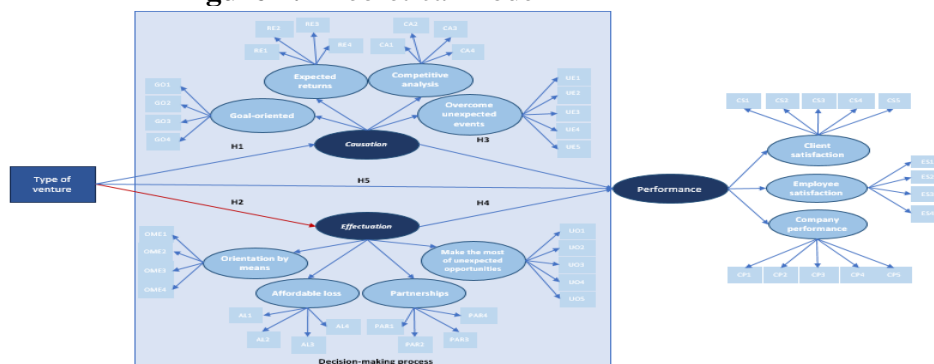 RE2
RE3
RE1
RE4
CA2
CA3
CA1
CA4
Expected
returns
Competitive
analysis
GO1
GO2
GO3
GO4
Goal-oriented
Overcome
unexpected
events
UE1
UE2
UE3
UE4
UE5
Causation
H1
H3
Type of
venture
H5
H2
H4
Performance
CS1
CS2
CS3
CS4
CS5
Client
satisfaction
Employee
satisfaction
Company
performance
ES1
ES2
ES3
ES4
CP1
CP2
CP3
CP4
CP5
Effectuation
OME1
OME2
OME3
OME4
Orientation by
means
Make the most
of unexpected
opportunities
UO1
UO2
UO3
UO4
UO5
Affordable loss
Partnerships
AL1
AL2
AL3
AL4
PAR1
PAR2
PAR3
PAR4
Decision-making process